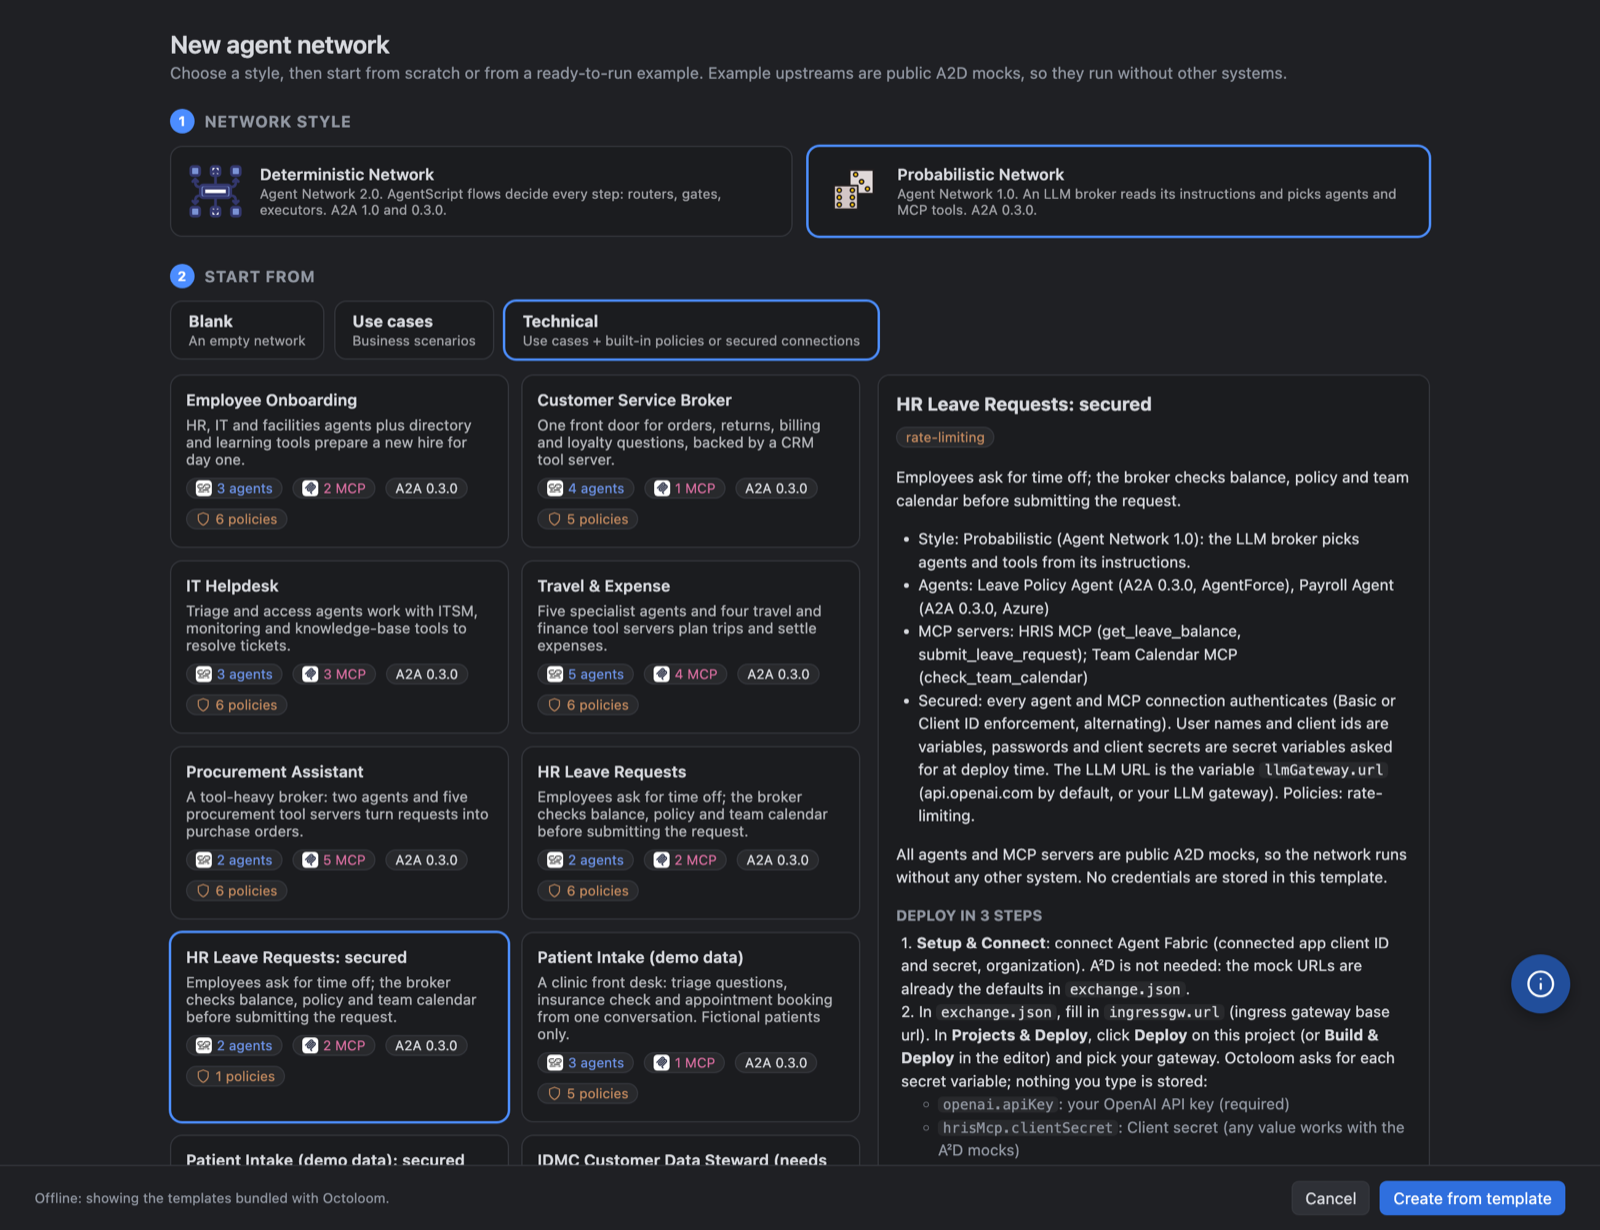 New agent network
Choose a style, then start from scratch or from a ready-to-run example. Example upstreams are public A2D mocks, so they run without other systems.
1 NETWORK STYLE
Deterministic Network
Agent Network 2.0. AgentScript flows decide every step: routers, gates,
executors. A2A 1.0 and 0.3.0.
Probabilistic Network
Agent Network 1.0. An LLM broker reads its instructions and picks agents and
MCP tools. A2A 0.3.0.
2 START FROM
Blank
An empty network
Use cases
Business scenarios
Technical
Use cases + built-in policies or secured connections
Employee Onboarding
HR, IT and facilities agents plus directory
and learning tools prepare a new hire for
day one.
3 agents 2 MCP A2A 0.3.0
6 policies
Customer Service Broker
One front door for orders, returns, billing
and loyalty questions, backed by a CRM
tool server.
4 agents 1 MCP A2A 0.3.0
5 policies
IT Helpdesk
Triage and access agents work with ITSM,
monitoring and knowledge-base tools to
resolve tickets.
3 agents 3 MCP A2A 0.3.0
6 policies
Travel & Expense
Five specialist agents and four travel and
finance tool servers plan trips and settle
expenses.
5 agents 4 MCP A2A 0.3.0
6 policies
Procurement Assistant
A tool-heavy broker: two agents and five
procurement tool servers turn requests into
purchase orders.
2 agents 5 MCP A2A 0.3.0
6 policies
HR Leave Requests
Employees ask for time off; the broker
checks balance, policy and team calendar
before submitting the request.
2 agents 2 MCP A2A 0.3.0
6 policies
HR Leave Requests: secured
Employees ask for time off; the broker
checks balance, policy and team calendar
before submitting the request.
2 agents 2 MCP A2A 0.3.0
1 policies
Patient Intake (demo data)
A clinic front desk: triage questions,
insurance check and appointment booking
from one conversation. Fictional patients
only.
3 agents 1 MCP A2A 0.3.0
5 policies
Patient Intake (demo data): secured
IDMC Customer Data Steward (needs
HR Leave Requests: secured
rate-limiting
Employees ask for time off; the broker checks balance, policy and team
calendar before submitting the request.
• Style: Probabilistic (Agent Network 1.0): the LLM broker picks
agents and tools from its instructions.
• Agents: Leave Policy Agent (A2A 0.3.0, AgentForce), Payroll Agent
(A2A 0.3.0, Azure)
• MCP servers: HRIS MCP (get_leave_balance,
submit_leave_request); Team Calendar MCP
(check_team_calendar)
• Secured: every agent and MCP connection authenticates (Basic or
Client ID enforcement, alternating). User names and client ids are
variables, passwords and client secrets are secret variables asked
for at deploy time. The LLM URL is the variable llmGateway.url
(api.openai.com by default, or your LLM gateway). Policies: rate-
limiting.
All agents and MCP servers are public A2D mocks, so the network runs
without any other system. No credentials are stored in this template.
DEPLOY IN 3 STEPS
1. Setup & Connect: connect Agent Fabric (connected app client ID
and secret, organization). A²D is not needed: the mock URLs are
already the defaults in exchange.json.
2. In exchange.json, fill in ingressgw.url (ingress gateway base
url). In Projects & Deploy, click Deploy on this project (or Build &
Deploy in the editor) and pick your gateway. Octoloom asks for each
secret variable; nothing you type is stored:
◦ openai.apiKey: your OpenAI API key (required)
◦ hrisMcp.clientSecret: Client secret (any value works with the
A²D mocks)
Offline: showing the templates bundled with Octoloom.
Cancel
Create from template